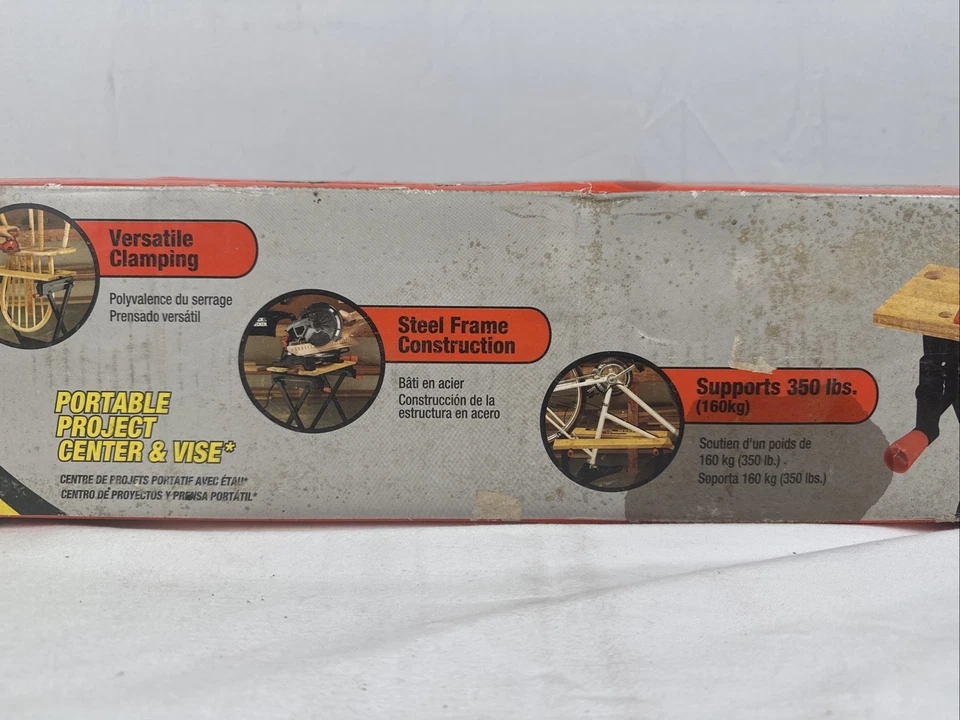 Versatile
Clamping
Polyvalence du serrage
Prensado versátil
Steel Frame
Construction
Bâti en acier
Construcción de la
estructura en acero
Supports 350 lbs.
(160kg)
Soutien d'un poids de
160 kg (350 lb.)
Soporta 160 kg (350 lbs.)
PORTABLE
PROJECT
CENTER & VISE*
CENTRE DE PROJETS PORTATIF AVEC ÉTAU*
CENTRO DE PROYECTOS Y PRENSA PORTÁTIL*